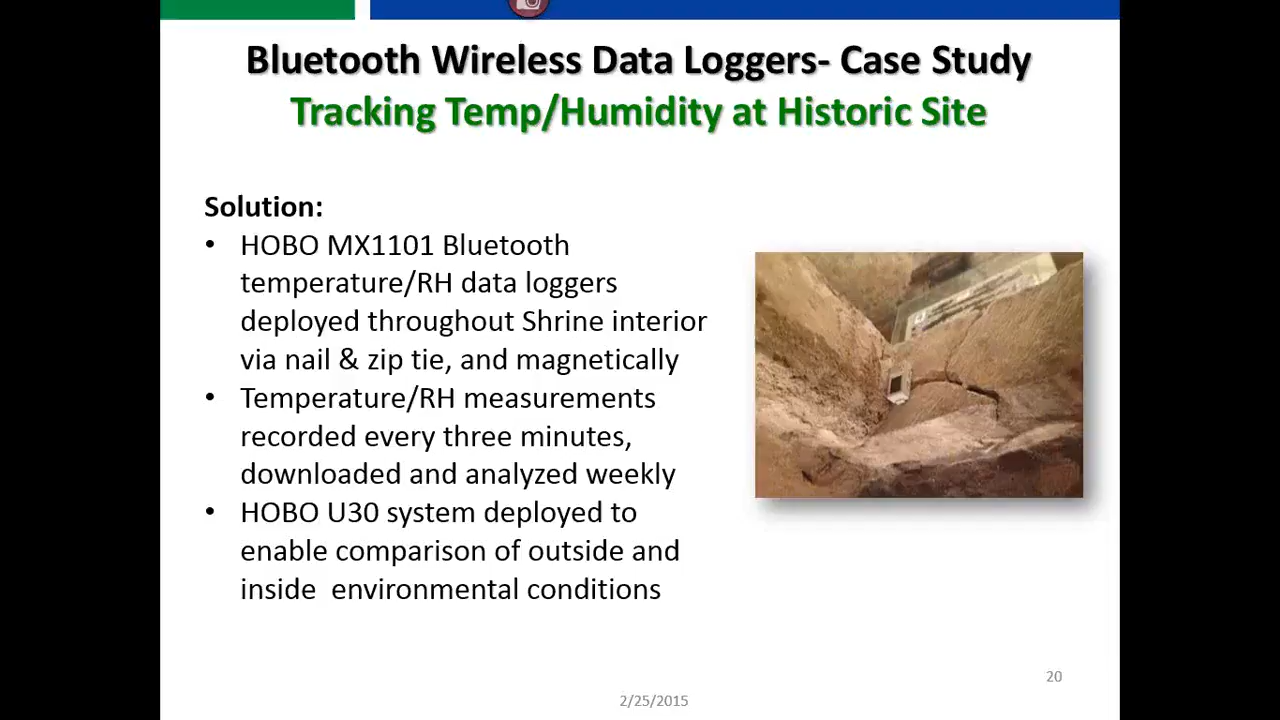 Bluetooth Wireless Data Loggers- Case Study
Tracking Temp/Humidity at Historic Site
Solution:
• HOBO MX1101 Bluetooth
temperature/RH data loggers
deployed throughout Shrine interior
via nail & zip tie, and magnetically
• Temperature/RH measurements
recorded every three minutes,
downloaded and analyzed weekly
• HOBO U30 system deployed to
enable comparison of outside and
inside  environmental conditions
20
2/25/2015